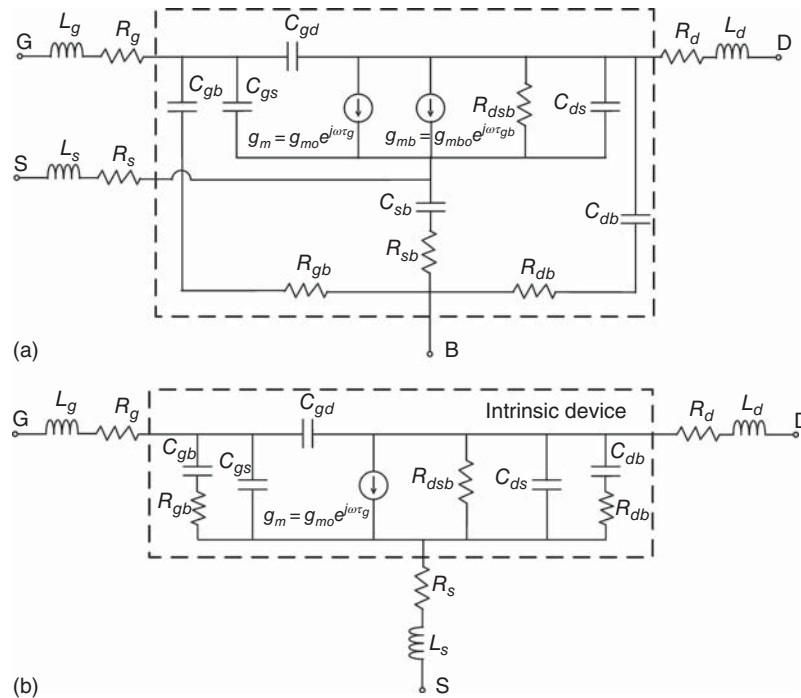 G L_g R_g C_gd R_d L_d D
C_gb C_gs R_dsb C_ds
g_m = g_mo e^{jωτ_g} g_mb = g_mbo e^{jωτ_gb}
S L_s R_s
C_sb C_db
R_sb
R_gb R_db
(a) B
G L_g R_g C_gd Intrinsic device R_d L_d D
C_gb C_gs C_db
R_gb R_dsb C_ds R_db
g_m = g_mo e^{jωτ_g}
R_s
L_s
(b) S